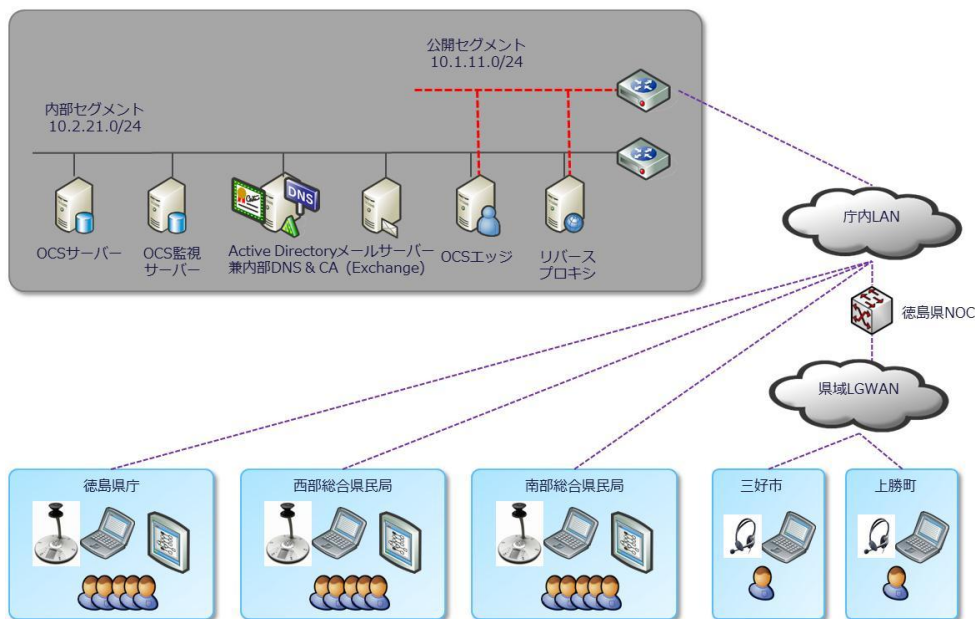 公開セグメント
10.1.11.0/24
内部セグメント
10.2.21.0/24
DNS
OCSサーバー
OCS監視
サーバー
Active Directory
兼内部DNS & CA
メールサーバー
(Exchange)
OCSエッジ
リバース
プロキシ
庁内LAN
徳島県NOC
県域LGWAN
徳島県庁
西部総合県民局
南部総合県民局
三好市
上勝町